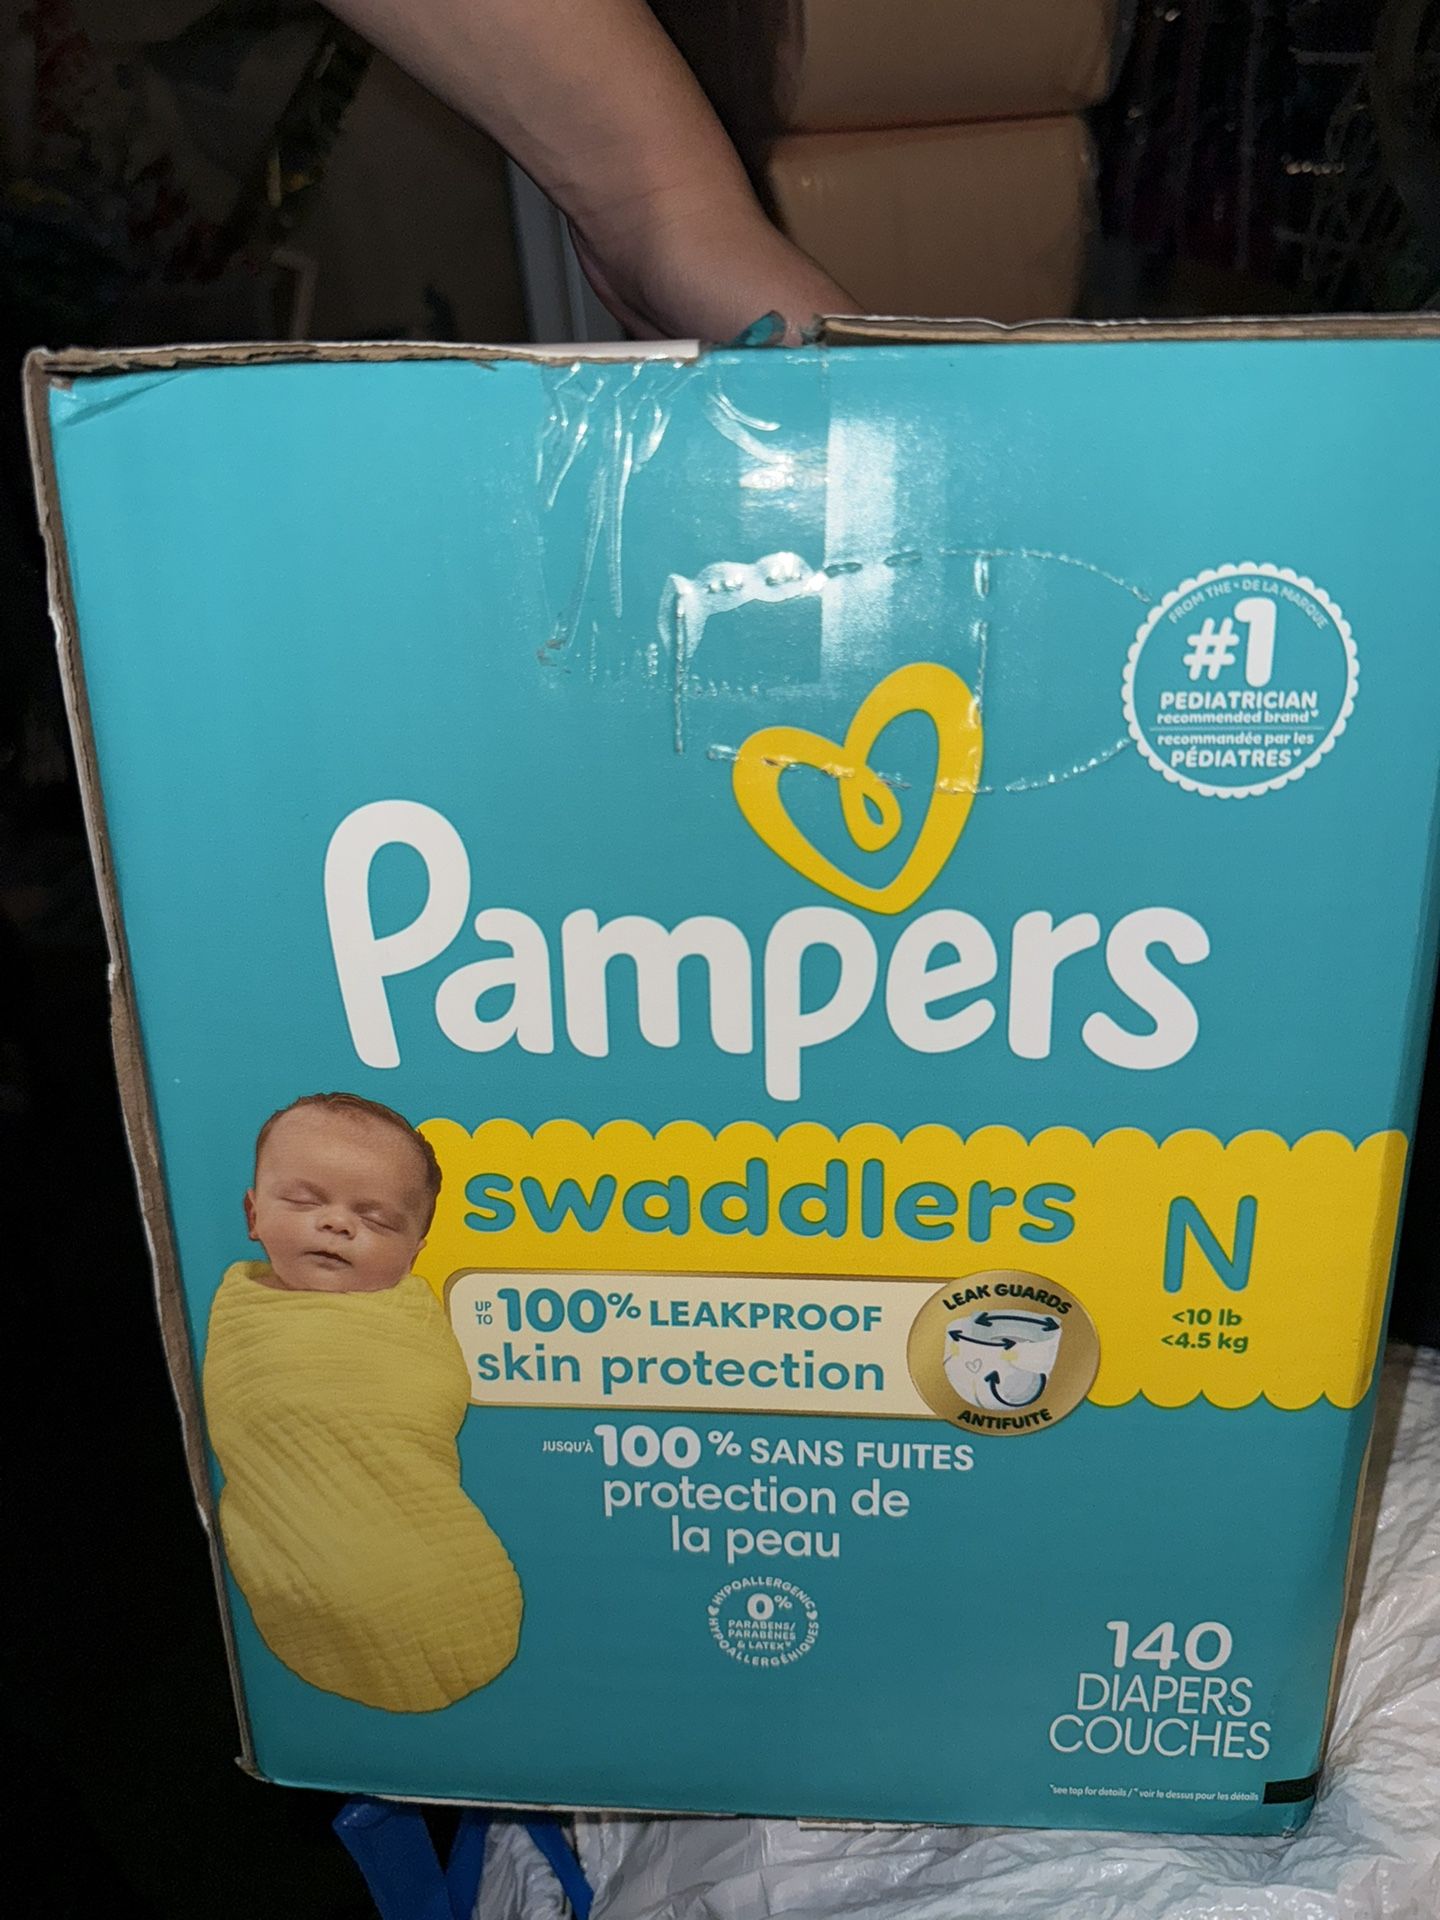 FROM THE • DE LA MARQUE
#1
PEDIATRICIAN
recommended brand*
recommandée par les
PÉDIATRES*
Pampers
swaddlers
N
<10 lb
<4.5 kg
UP TO 100% LEAKPROOF
skin protection
LEAK GUARDS
ANTIFUITE
JUSQU'À 100 % SANS FUITES
protection de
la peau
HYPOALLERGENIC
0%
PARABENS/
PARABÈNES
& LATEX*
HYPOALLERGÉNIQUES
140
DIAPERS
COUCHES
*see top for details / *voir le dessus pour les détails